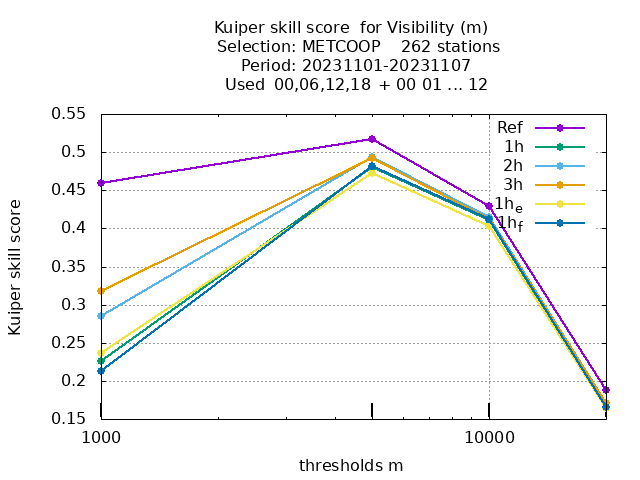 Kuiper skill score  for Visibility (m)
Selection: METCOOP    262 stations
Period: 20231101-20231107
Used  00,06,12,18 + 00 01 ... 12
0.55
0.5
0.45
0.4
0.35
0.3
0.25
0.2
0.15
Kuiper skill score
Ref
1h
2h
3h
1he
1hf
1000
10000
thresholds m